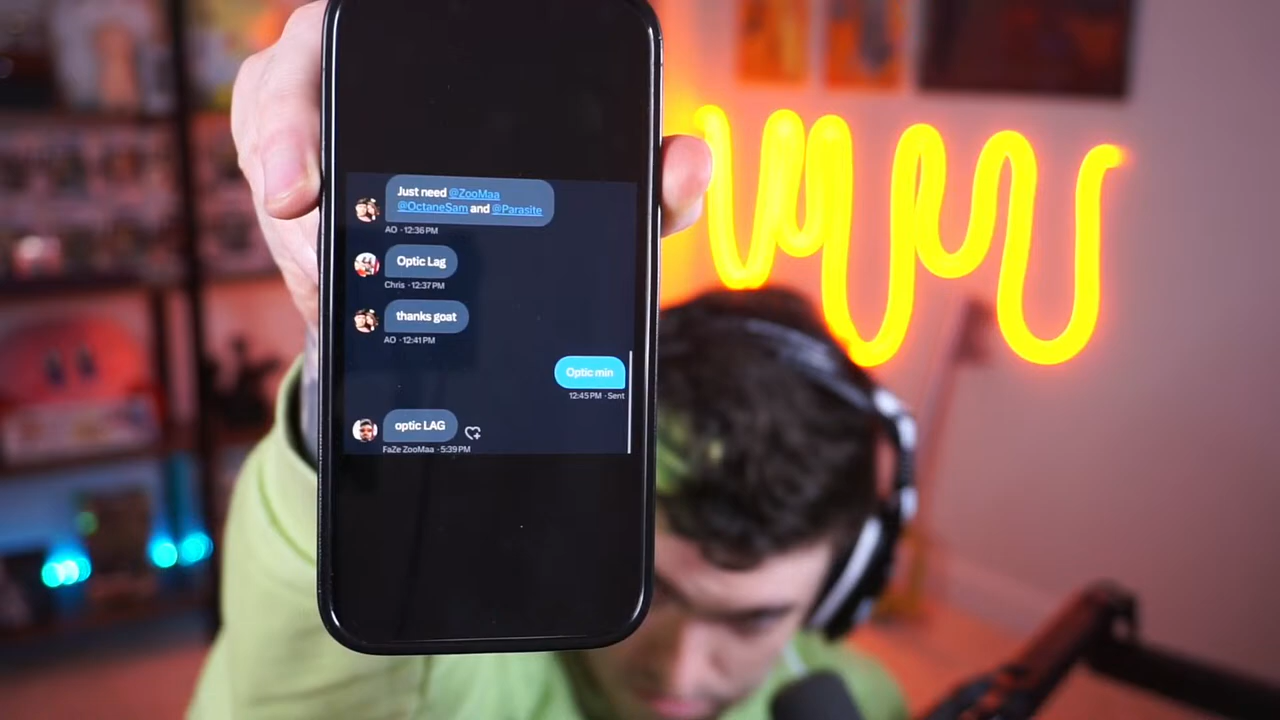 Just need @ZooMaa
@OctaneSam and @Parasite
AO · 12:36 PM
Optic Lag
Chris · 12:37 PM
thanks goat
AO · 12:41 PM
Optic min
12:45 PM · Sent
optic LAG
FaZe ZooMaa · 5:39 PM